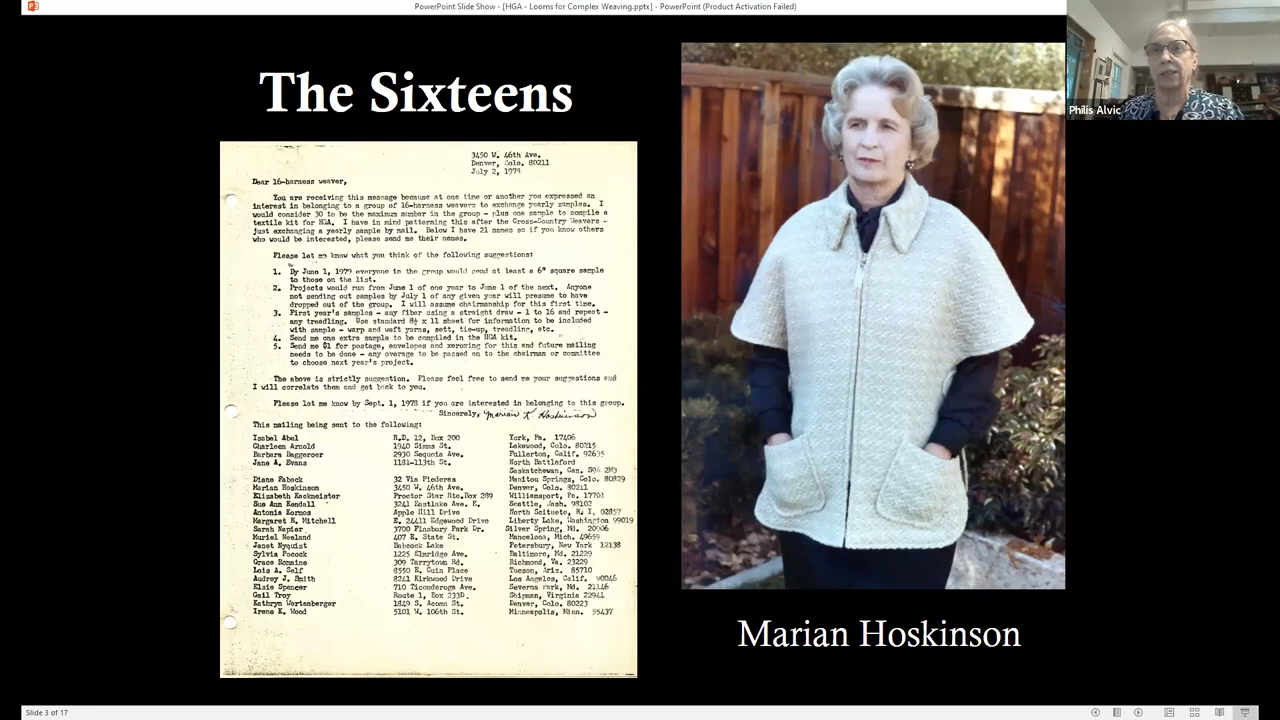 PowerPoint Slide Show - [HGA - Looms for Complex Weaving.pptx] - PowerPoint (Product Activation Failed)
Philis Alvic
The Sixteens
3450 W. 46th Ave.
Denver, Colo. 80211
July 2, 1978
Dear 16-harness weaver,
You are receiving this message because at one time or another you expressed an
interest in belonging to a group of 16-harness weavers to exchange yearly samples. I
would consider 30 to be the maximum number in the group - plus one sample to compile a
textile kit for HGA. I have in mind patterning this after the Cross-Country Weavers -
just exchanging a yearly sample by mail. Below I have 21 names so if you know others
who would be interested, please send me their names.
Please let me know what you think of the following suggestions:
1. By June 1, 1979 everyone in the group would send at least a 6" square sample
to those on the list.
2. Projects would run from June 1 of one year to June 1 of the next. Anyone
not sending out samples by July 1 of any given year will presume to have
dropped out of the group. I will assume chairmanship for this first time.
3. First year's samples - any fiber using a straight draw - 1 to 16 and repeat -
any treadling. Use standard 8½ x 11 sheet for information to be included
with sample - warp and weft yarns, sett, tie-up, treadling, etc.
4. Send me one extra sample to be compiled in the HGA kit.
5. Send me $1 for postage, envelopes and xeroxing for this and future mailing
needs to be done - any overage to be passed on to the chairman or committee
to choose next year's project.
The above is strictly suggestion. Please feel free to send me your suggestions and
I will correlate them and get back to you.
Please let me know by Sept. 1, 1978 if you are interested in belonging to this group.
Sincerely, Marian K Hoskinson
This mailing being sent to the following:
Isabel Abel R.D. 12, Box 200 York, Pa. 17406
Charleen Arnold 1940 Simms St. Lakewood, Colo. 80215
Barbara Baggeroer 2930 Sequoia Ave. Fullerton, Calif. 92635
Jane A. Evans 1181-113th St. North Battleford
Saskatchewan, Can. S9A 2H3
Diane Fabeck 32 Via Piedras Manitou Springs, Colo. 80829
Marian Hoskinson 3450 W. 46th Ave. Denver, Colo. 80211
Elizabeth Kackmeister Proctor Star Rte.Box 289 Williamsport, Pa. 17701
Sue Ann Kendall 3241 Eastlake Ave. E. Seattle, Wash. 98102
Antonia Kormos Apple Hill Drive North Scituate, R. I. 02857
Margaret E. Mitchell E. 24411 Edgewood Drive Liberty Lake, Washington 99019
Sarah Napier 3700 Finsbury Park Dr. Silver Spring, Md. 20906
Muriel Neeland 407 E. State St. Mancelona, Mich. 49659
Janet Nyquist Babcock Lake Petersburg, New York 12138
Sylvia Pocock 1225 Elmridge Ave. Baltimore, Md. 21229
Grace Romaine 309 Tarrytown Rd. Richmond, Va. 23229
Lois A. Self 8550 E. Cuin Place Tucson, Ariz. 85710
Audrey J. Smith 8241 Kirkwood Drive Los Angeles, Calif. 90046
Elsie Spencer 710 Ticonderoga Ave. Severna Park, Md. 21146
Gail Troy Route 1, Box 233D, Shipman, Virginia 22941
Kathryn Wertenberger 1849 S. Acoma St. Denver, Colo. 80223
Irene K. Wood 5101 W. 106th St. Minneapolis, Minn. 55437
Marian Hoskinson
Slide 3 of 17